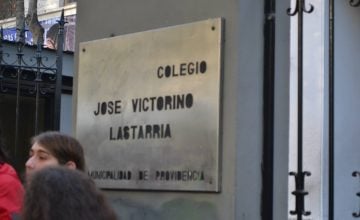 COLEGIO
JOSE VICTORINO
LASTARRIA
MUNICIPALIDAD DE PROVIDENCIA